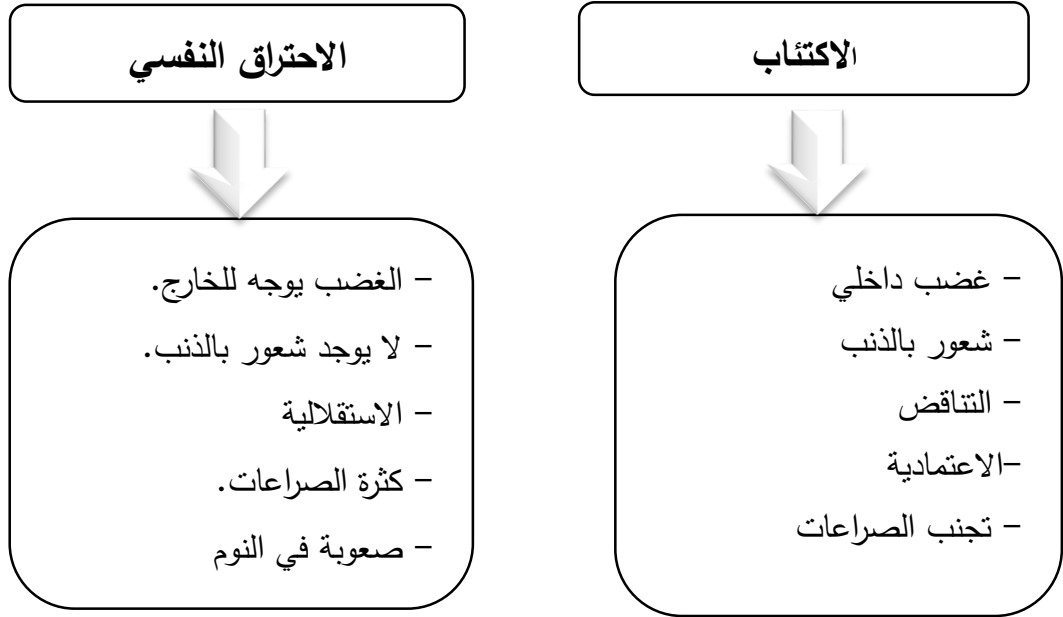 الاكتئاب
- غضب داخلي
- شعور بالذنب
- التناقض
-الاعتمادية
- تجنب الصراعات
الاحتراق النفسي
- الغضب يوجه للخارج.
- لا يوجد شعور بالذنب.
- الاستقلالية
- كثرة الصراعات.
- صعوبة في النوم